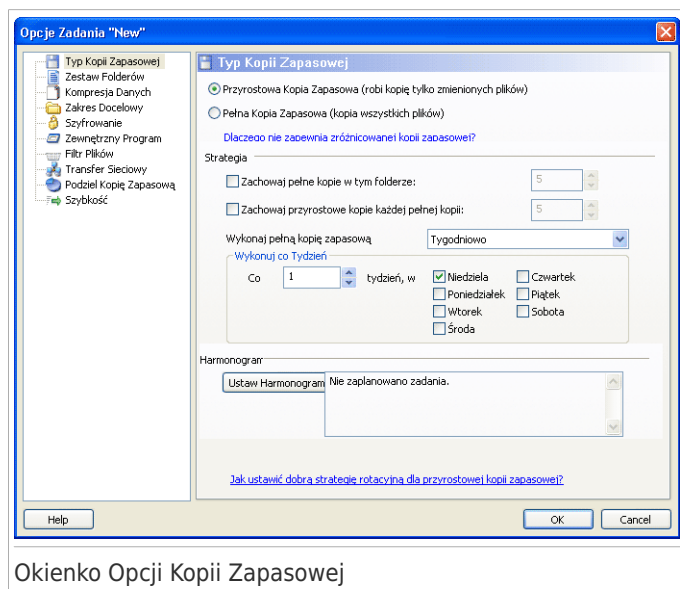 Opcje Zadania "New"
Typ Kopii Zapasowej
Zestaw Folderów
Kompresja Danych
Zakres Docelowy
Szyfrowanie
Zewnętrzny Program
Filtr Plików
Transfer Sieciowy
Podziel Kopię Zapasową
Szybkość
Typ Kopii Zapasowej
Przyrostowa Kopia Zapasowa (robi kopię tylko zmienionych plików)
Pełna Kopia Zapasowa (kopia wszystkich plików)
Dlaczego nie zapewnia zróżnicowanej kopii zapasowej?
Strategia
Zachowaj pełne kopie w tym folderze: 5
Zachowaj przyrostowe kopie każdej pełnej kopii: 5
Wykonaj pełną kopię zapasową Tygodniowo
Wykonuj co Tydzień
Co 1 tydzień, w
Niedziela Czwartek
Poniedziałek Piątek
Wtorek Sobota
Środa
Harmonogram
Ustaw Harmonogram Nie zaplanowano zadania.
Jak ustawić dobrą strategię rotacyjną dla przyrostowej kopii zapasowej?
Help OK Cancel
Okienko Opcji Kopii Zapasowej